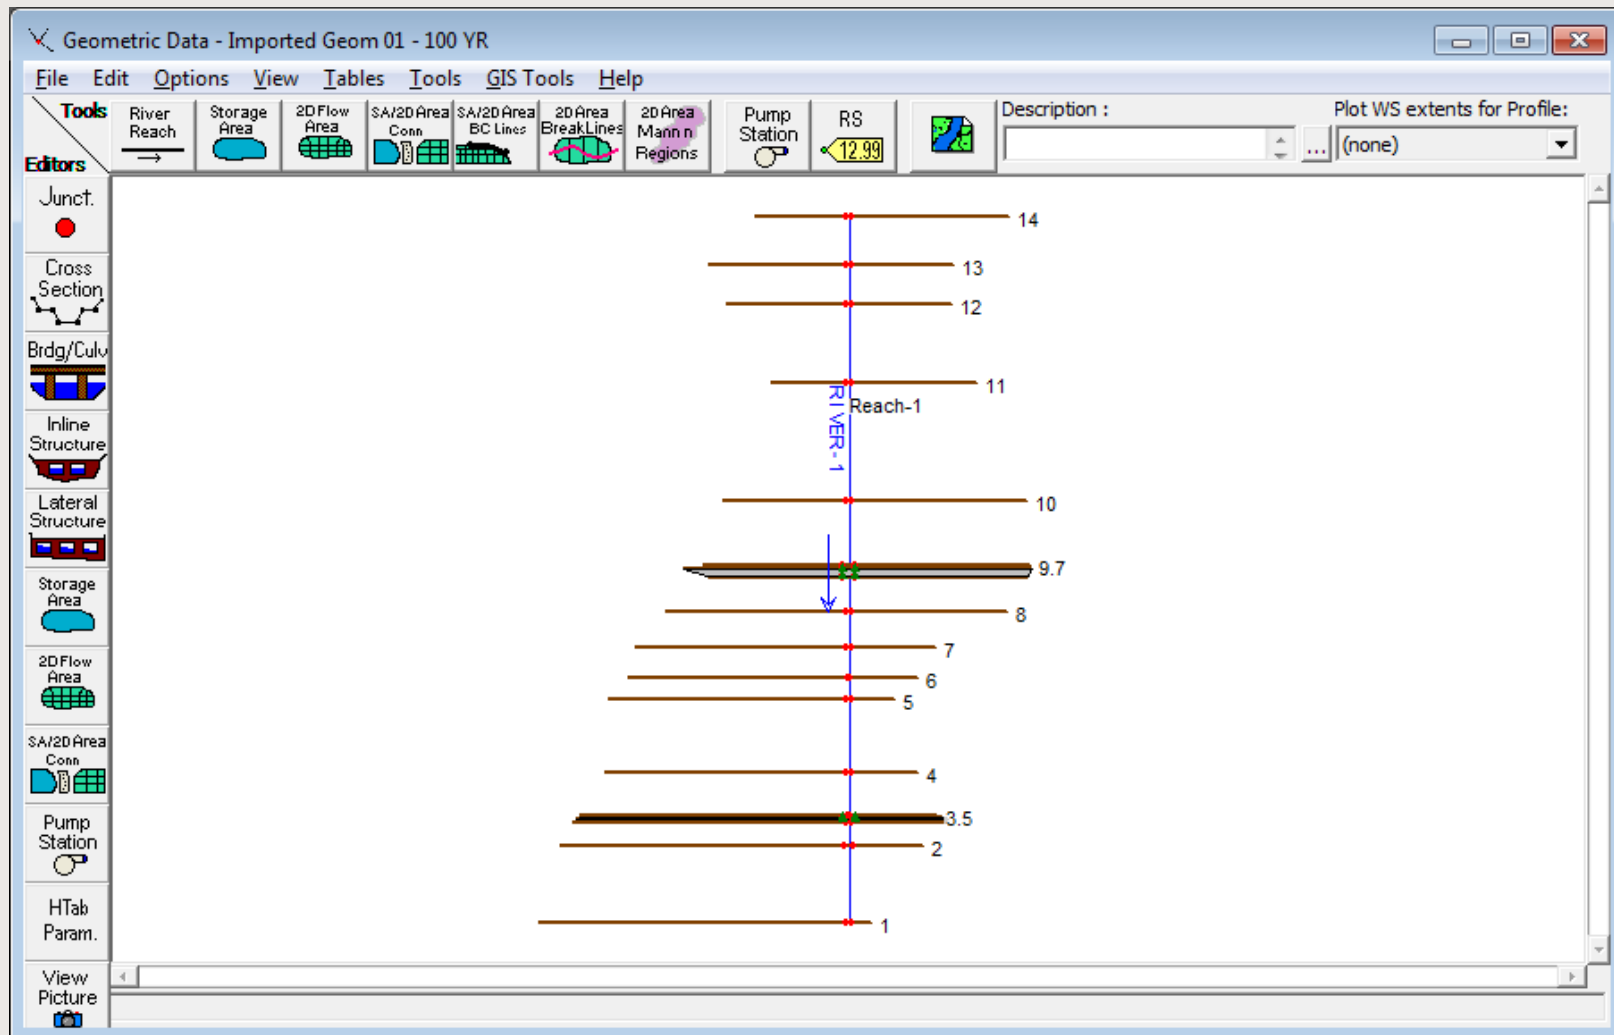 Geometric Data - Imported Geom 01 - 100 YR
File Edit Options View Tables Tools GIS Tools Help
Tools
Editors
River
Reach
Storage
Area
2D Flow
Area
SA/2D Area
Conn
SA/2D Area
BC Lines
2D Area
BreakLines
2D Area
Mann n
Regions
Pump
Station
RS
12.99
Description :
...
Plot WS extents for Profile:
(none)
Junct.
Cross
Section
Brdg/Culv
Inline
Structure
Lateral
Structure
Storage
Area
2D Flow
Area
SA/2D Area
Conn
Pump
Station
HTab
Param.
View
Picture
14
13
12
11
Reach-1
RIVER-1
10
9.7
8
7
6
5
4
3.5
2
1